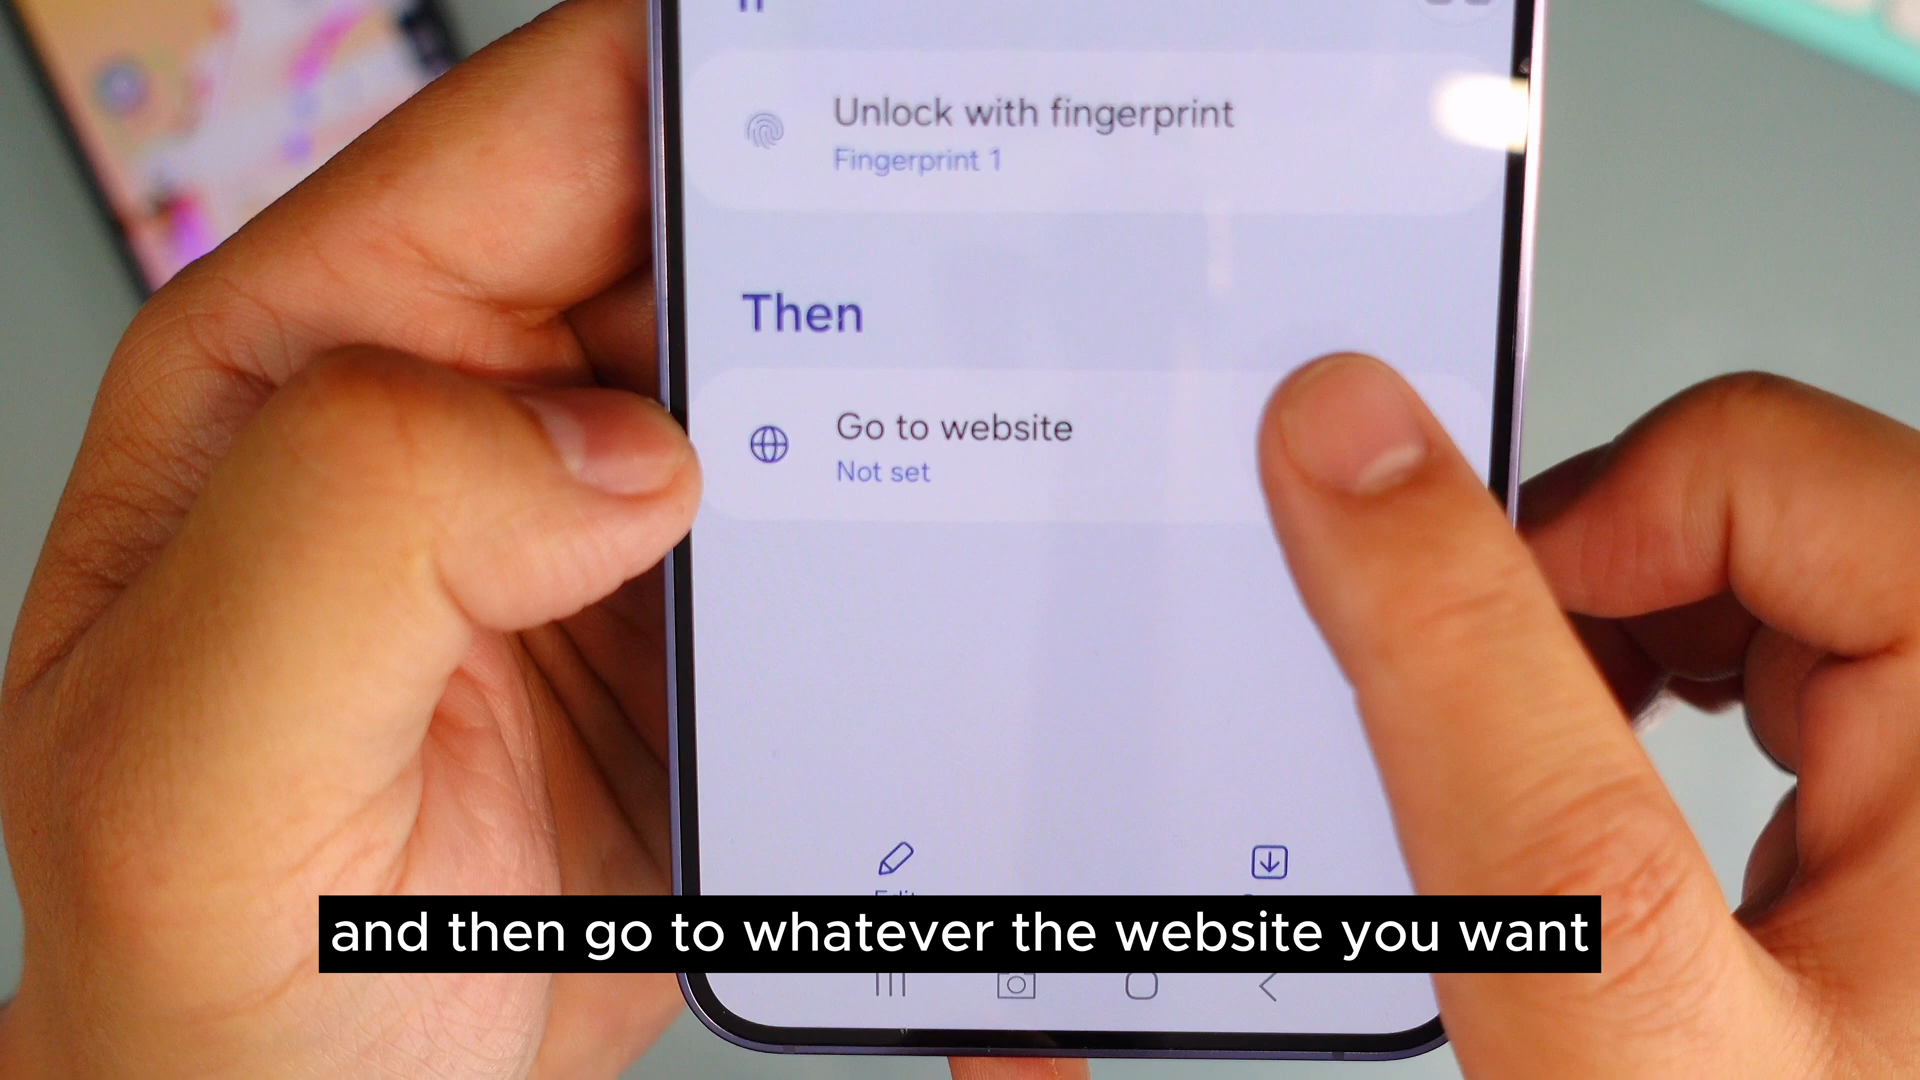 Unlock with fingerprint
Fingerprint 1
Then
Go to website
Not set
and then go to whatever the website you want